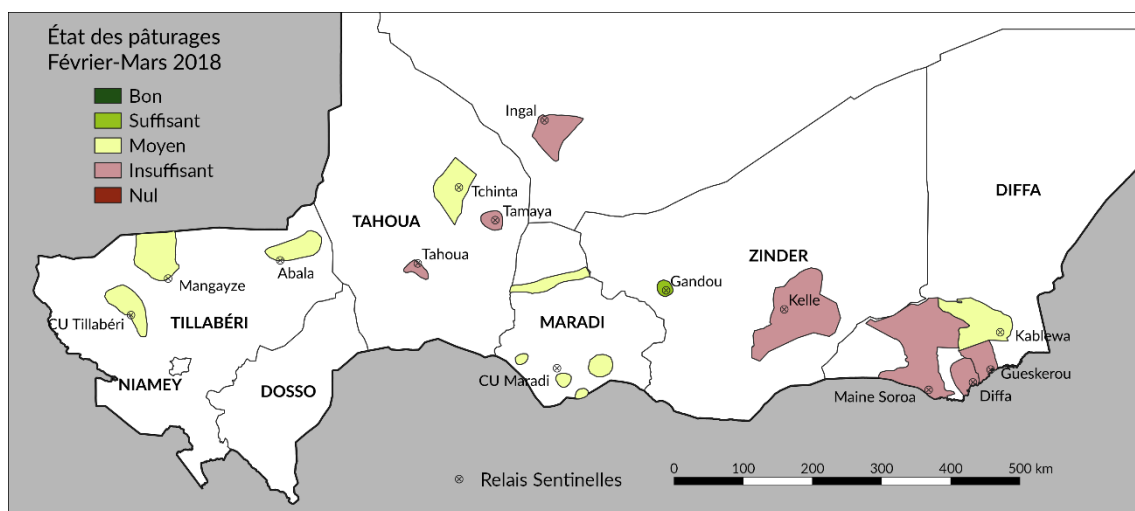 État des pâturages
Février-Mars 2018
Bon
Suffisant
Moyen
Insuffisant
Nul
Ingal
Tchinta
Tamaya
TAHOUA
Tahoua
DIFFA
Abala
Mangayze
CU Tillabéri
TILLABÉRI
NIAMEY
DOSSO
ZINDER
Gandou
Kelle
MARADI
CU Maradi
Kablewa
Gueskerou
Maine Soroa
Diffa
Relais Sentinelles
0 100 200 300 400 500 km